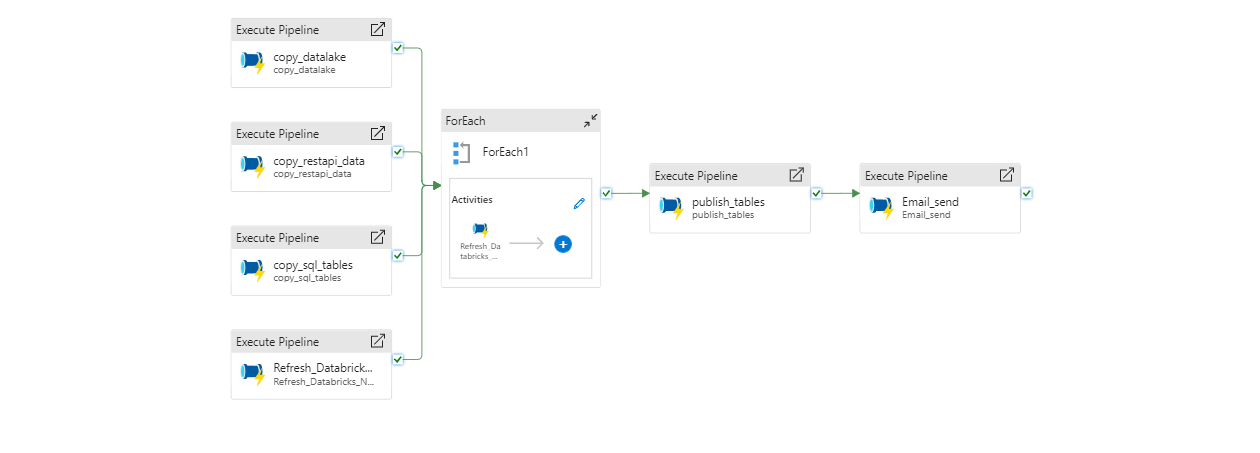 Execute Pipeline
copy_datalake
copy_datalake
Execute Pipeline
copy_restapi_data
copy_restapi_data
Execute Pipeline
copy_sql_tables
copy_sql_tables
Execute Pipeline
Refresh_Databrick...
Refresh_Databricks_N...
ForEach
ForEach1
Activities
Refresh_Da
tabricks_...
Execute Pipeline
publish_tables
publish_tables
Execute Pipeline
Email_send
Email_send